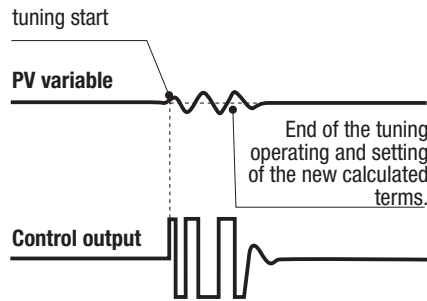 tuning start
PV variable
End of the tuning
operating and setting
of the new calculated
terms.
Control output